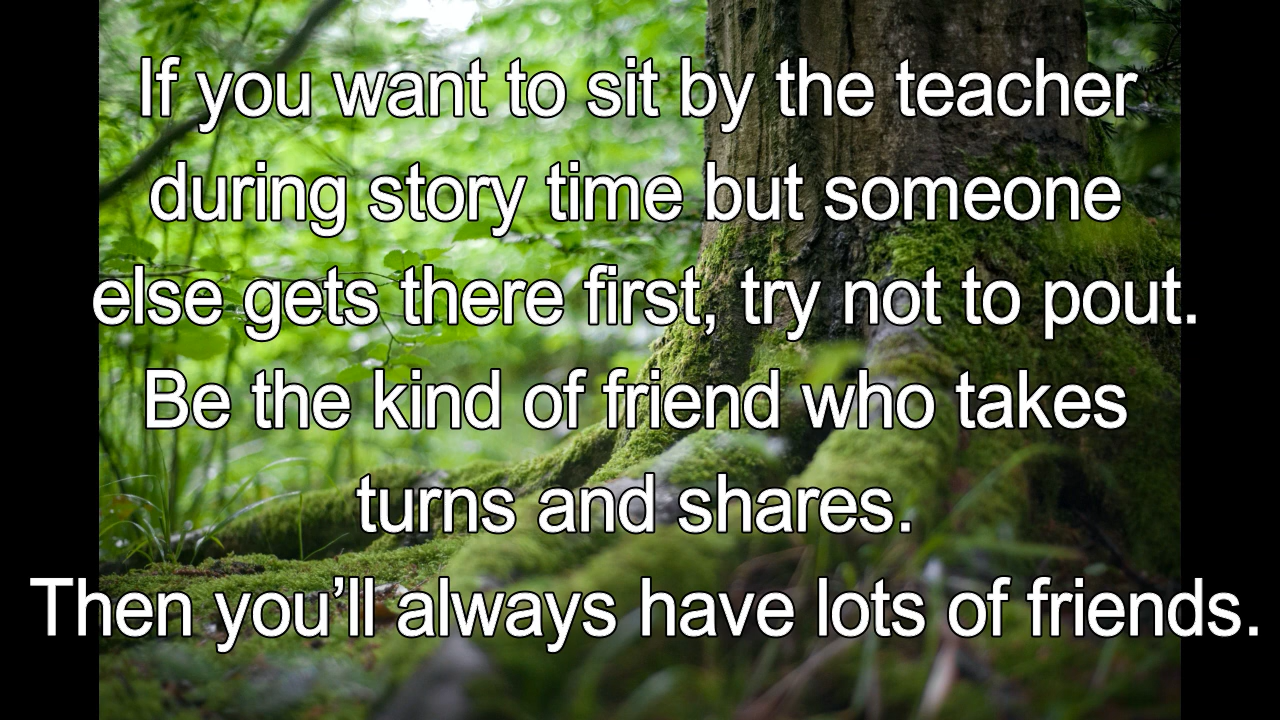 If you want to sit by the teacher
during story time but someone
else gets there first, try not to pout.
Be the kind of friend who takes
turns and shares.
Then you’ll always have lots of friends.